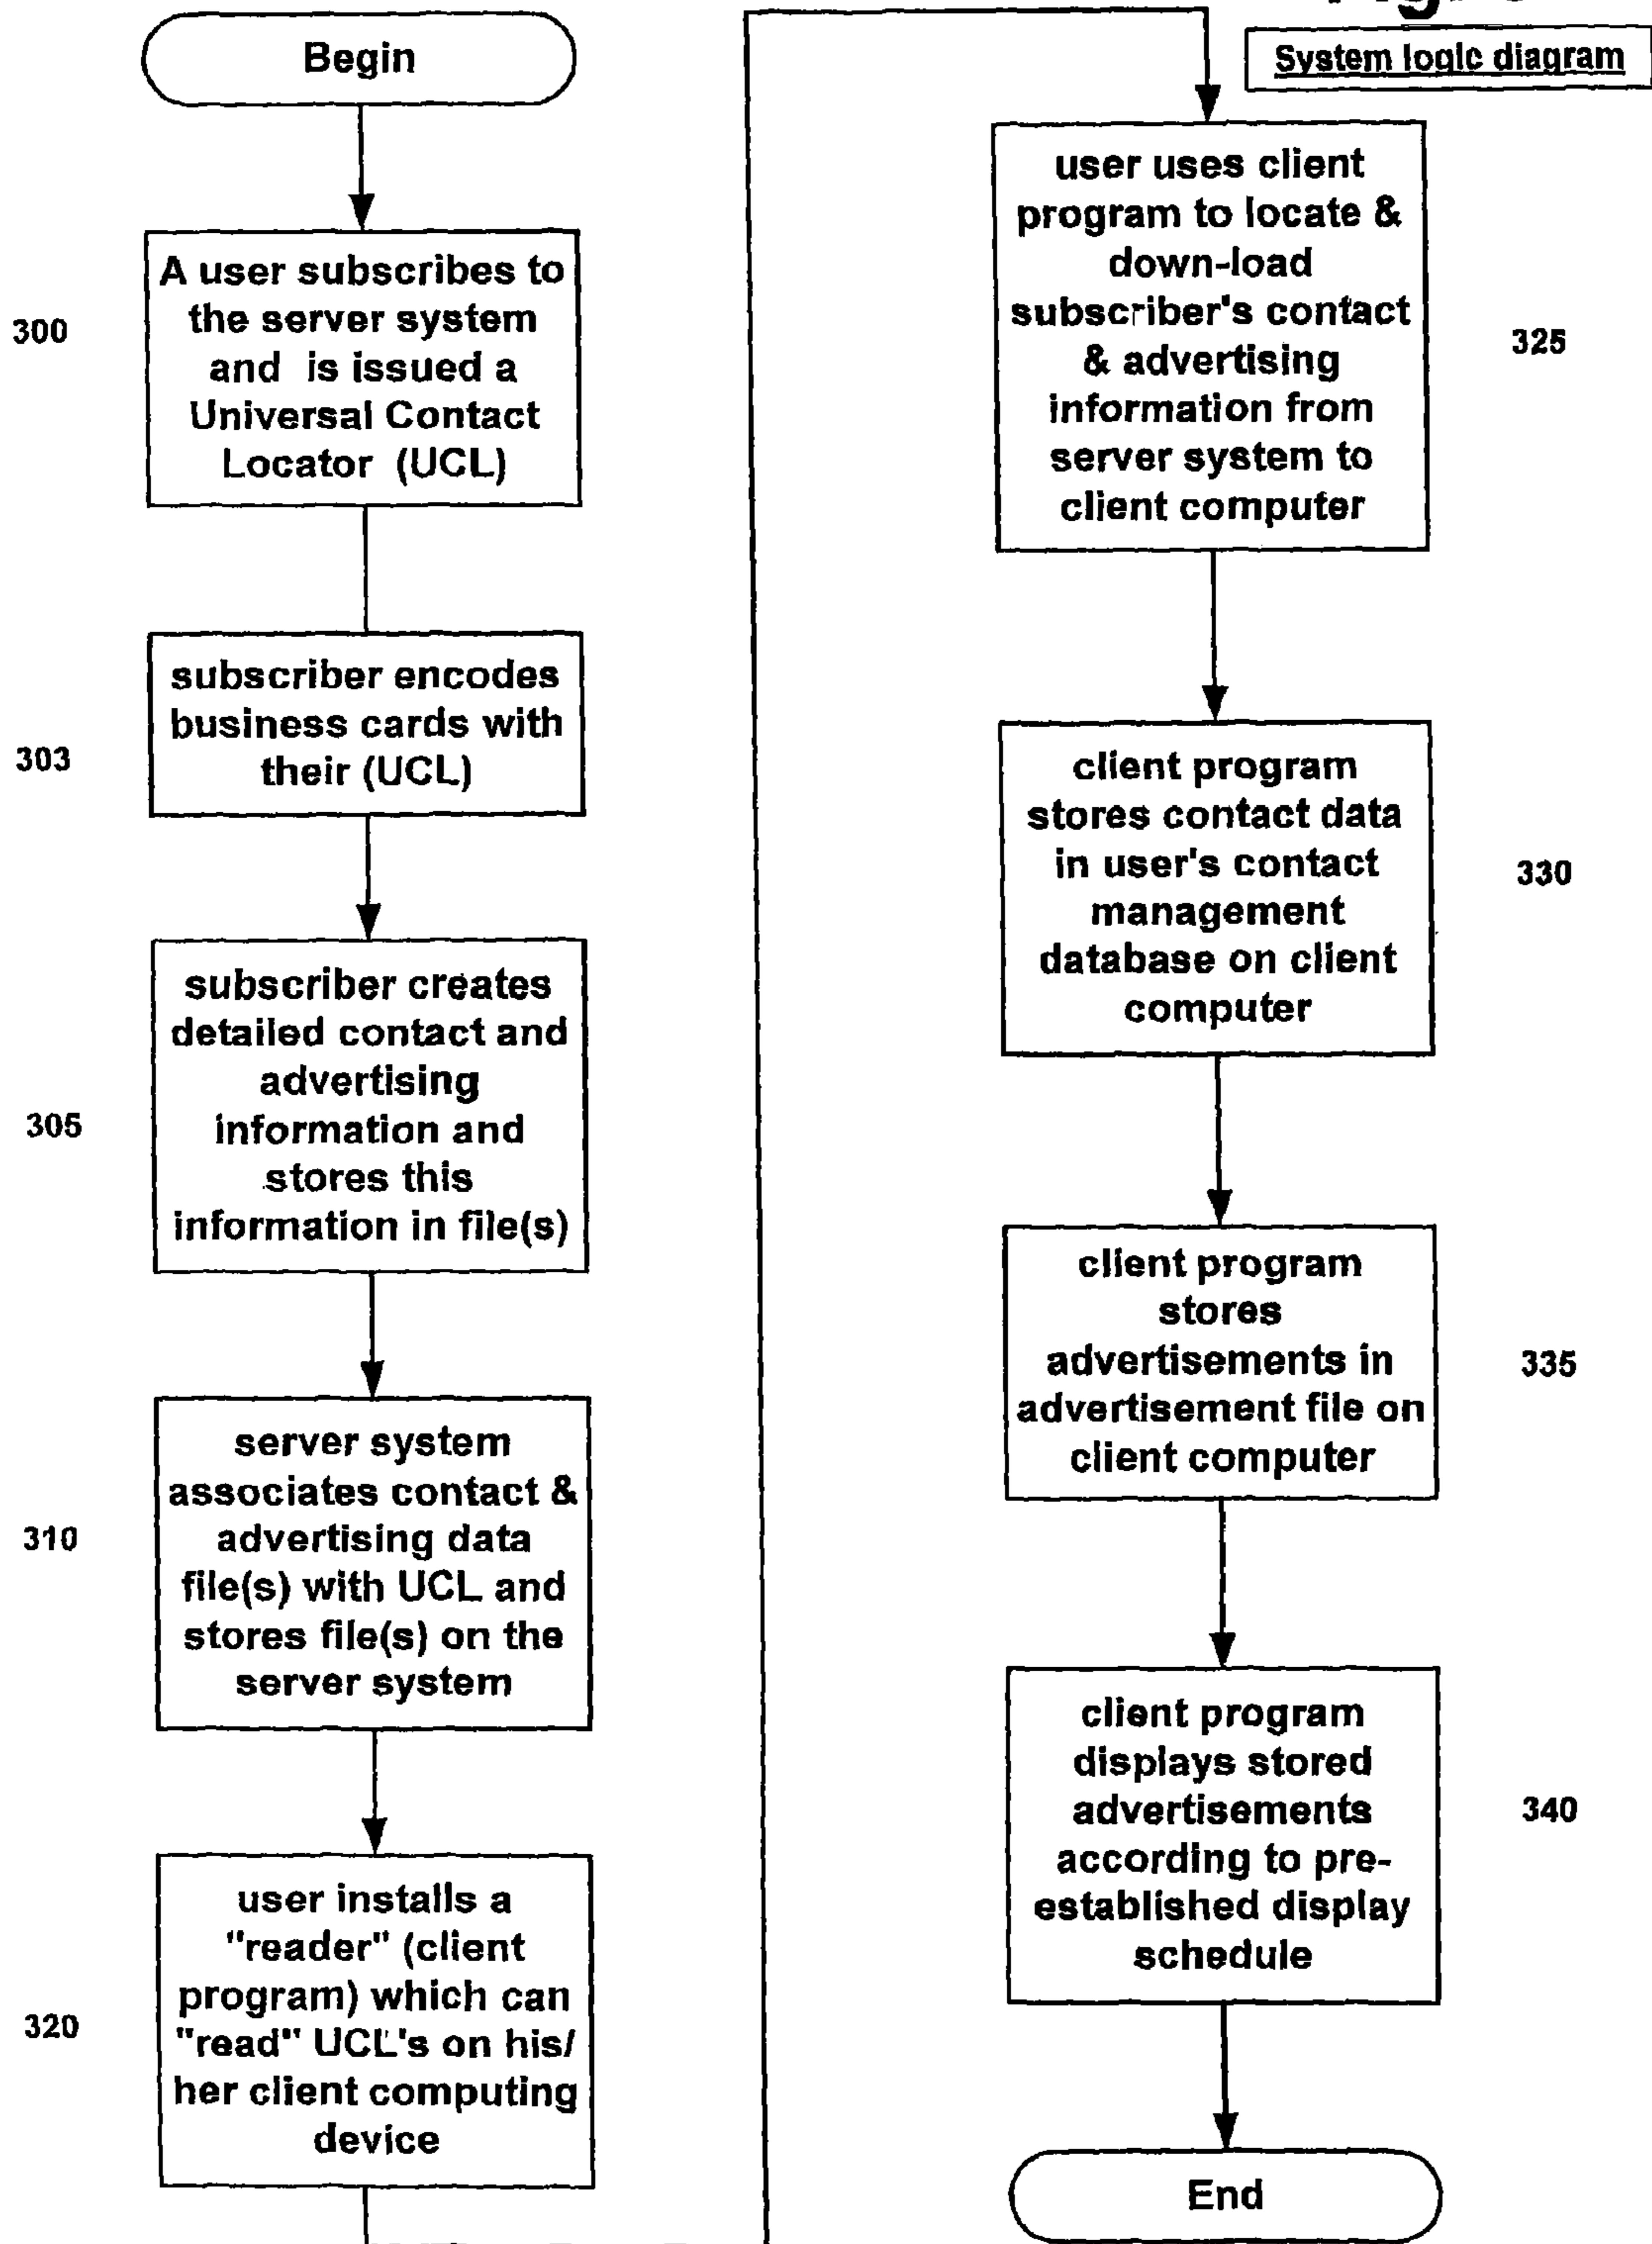 Begin
300
A user subscribes to
the server system
and is issued a
Universal Contact
Locator (UCL)
303
subscriber encodes
business cards with
their (UCL)
305
subscriber creates
detailed contact and
advertising
information and
stores this
information in file(s)
310
server system
associates contact &
advertising data
file(s) with UCL and
stores file(s) on the
server system
320
user installs a
"reader" (client
program) which can
"read" UCL's on his/
her client computing
device
System logic diagram
user uses client
program to locate &
down-load
subscriber's contact
& advertising
information from
server system to
client computer
325
client program
stores contact data
in user's contact
management
database on client
computer
330
client program
stores
advertisements in
advertisement file on
client computer
335
client program
displays stored
advertisements
according to pre-
established display
schedule
340
End